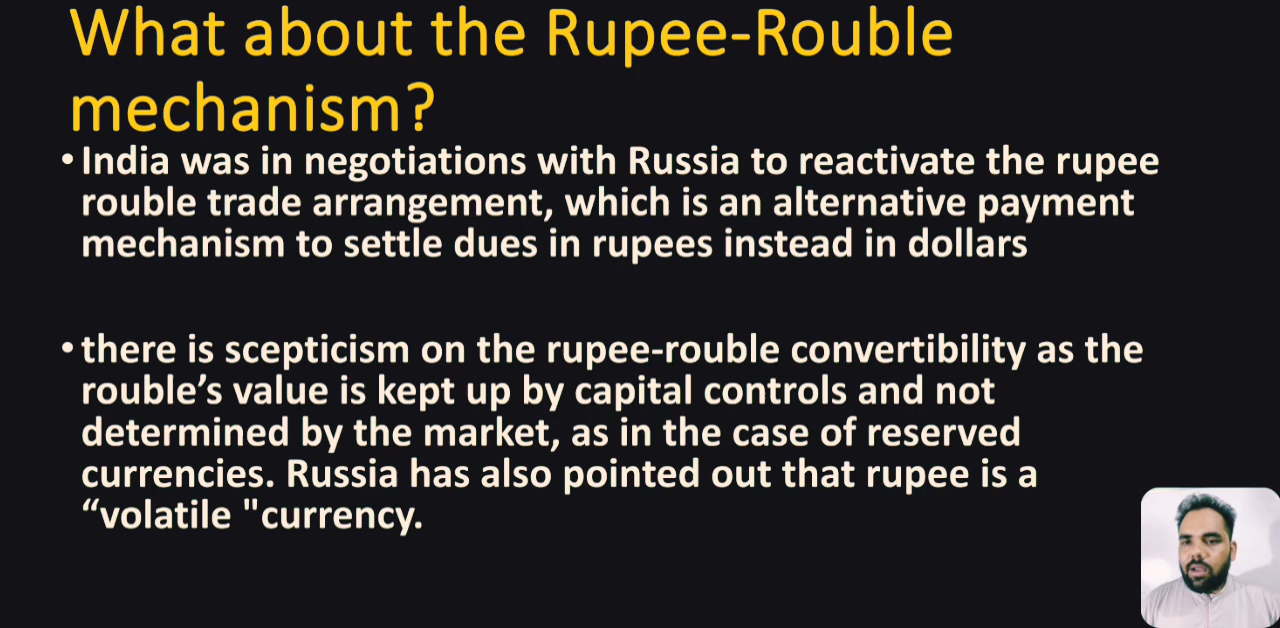 What about the Rupee-Rouble
mechanism?
•India was in negotiations with Russia to reactivate the rupee
rouble trade arrangement, which is an alternative payment
mechanism to settle dues in rupees instead in dollars
•there is scepticism on the rupee-rouble convertibility as the
rouble’s value is kept up by capital controls and not
determined by the market, as in the case of reserved
currencies. Russia has also pointed out that rupee is a
“volatile "currency.